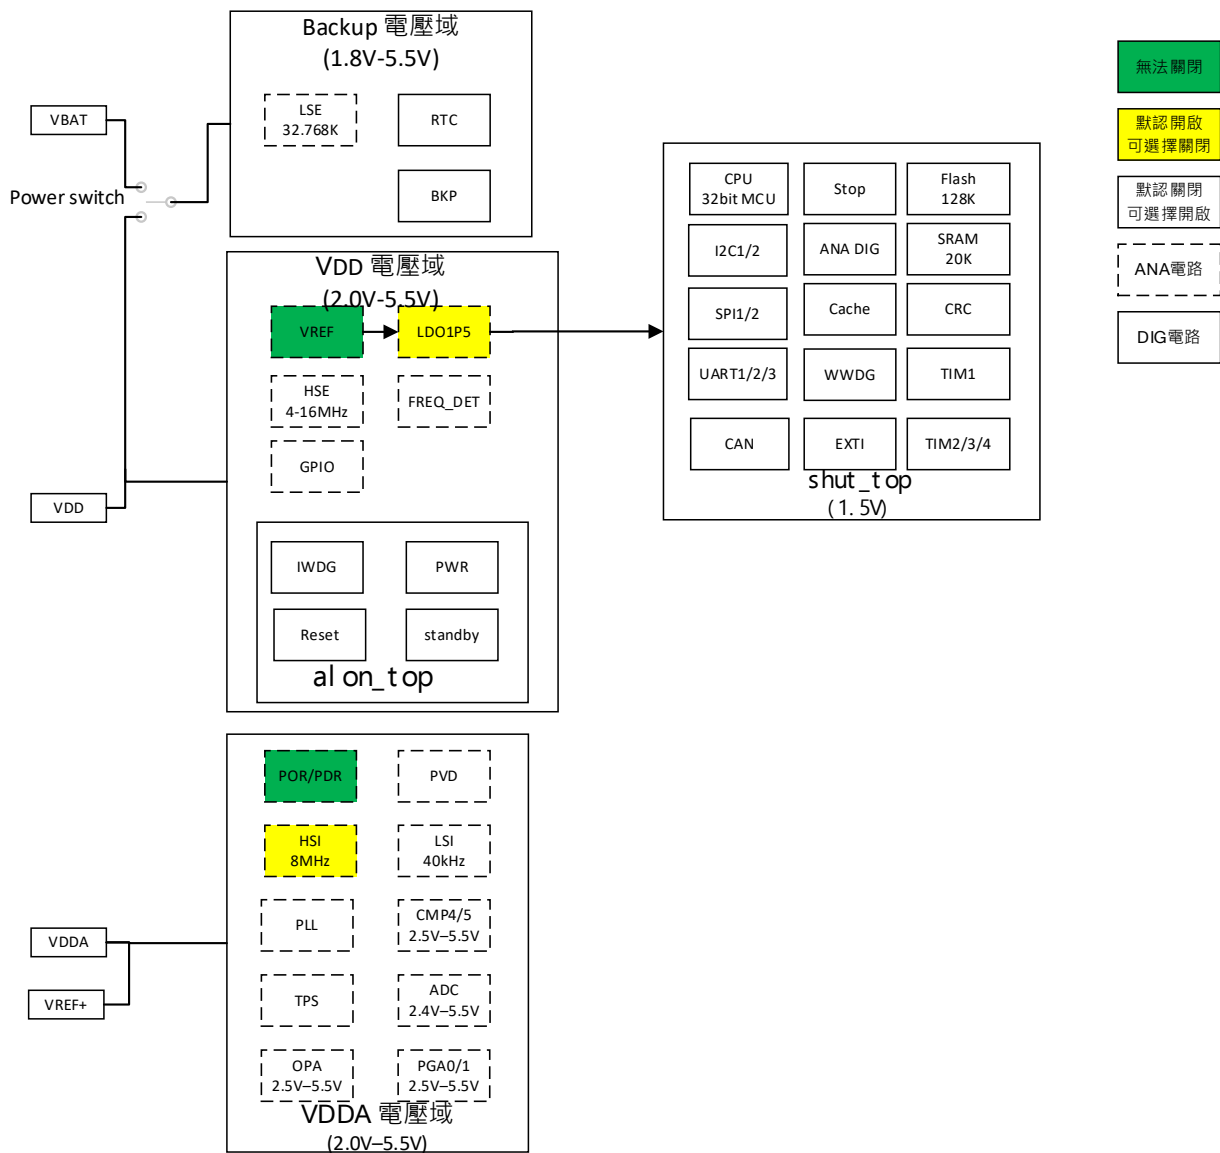 Backup 電壓域
(1.8V-5.5V)
LSE
32.768K
RTC
BKP
VBAT
Power switch
VDD
VDD 電壓域
(2.0V-5.5V)
VREF
LDO1P5
HSE
4-16MHz
FREQ_DET
GPIO
IWDG
PWR
Reset
standby
alon_top
CPU
32bit MCU
Stop
Flash
128K
I2C1/2
ANA DIG
SRAM
20K
SPI1/2
Cache
CRC
UART1/2/3
WWDG
TIM1
CAN
EXTI
TIM2/3/4
shut_top
(1.5V)
無法關閉
默認開啟
可選擇關閉
默認關閉
可選擇開啟
ANA電路
DIG電路
POR/PDR
PVD
HSI
8MHz
LSI
40kHz
PLL
CMP4/5
2.5V–5.5V
VDDA
VREF+
TPS
ADC
2.4V–5.5V
OPA
2.5V–5.5V
PGA0/1
2.5V–5.5V
VDDA 電壓域
(2.0V–5.5V)